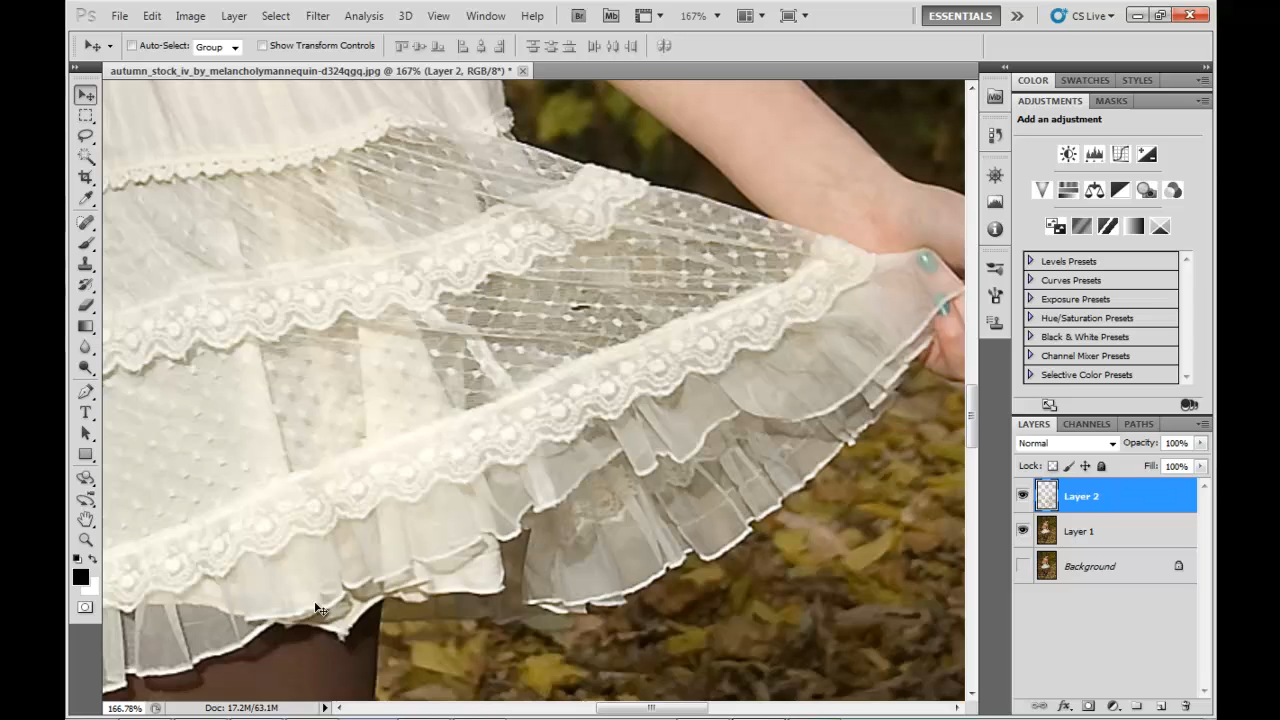 File Edit Image Layer Select Filter Analysis 3D View Window Help Br Mb 167% ESSENTIALS CS Live
Auto-Select: Group Show Transform Controls
autumn_stock_iv_by_melancholymannequin-d324qgq.jpg @ 167% (Layer 2, RGB/8*) *
COLOR SWATCHES STYLES
Mb
ADJUSTMENTS MASKS
Add an adjustment
Levels Presets
Curves Presets
Exposure Presets
Hue/Saturation Presets
Black & White Presets
Channel Mixer Presets
Selective Color Presets
LAYERS CHANNELS PATHS
Normal Opacity: 100%
Lock: Fill: 100%
Layer 2
Layer 1
Background
166.78% Doc: 17.2M/63.1M